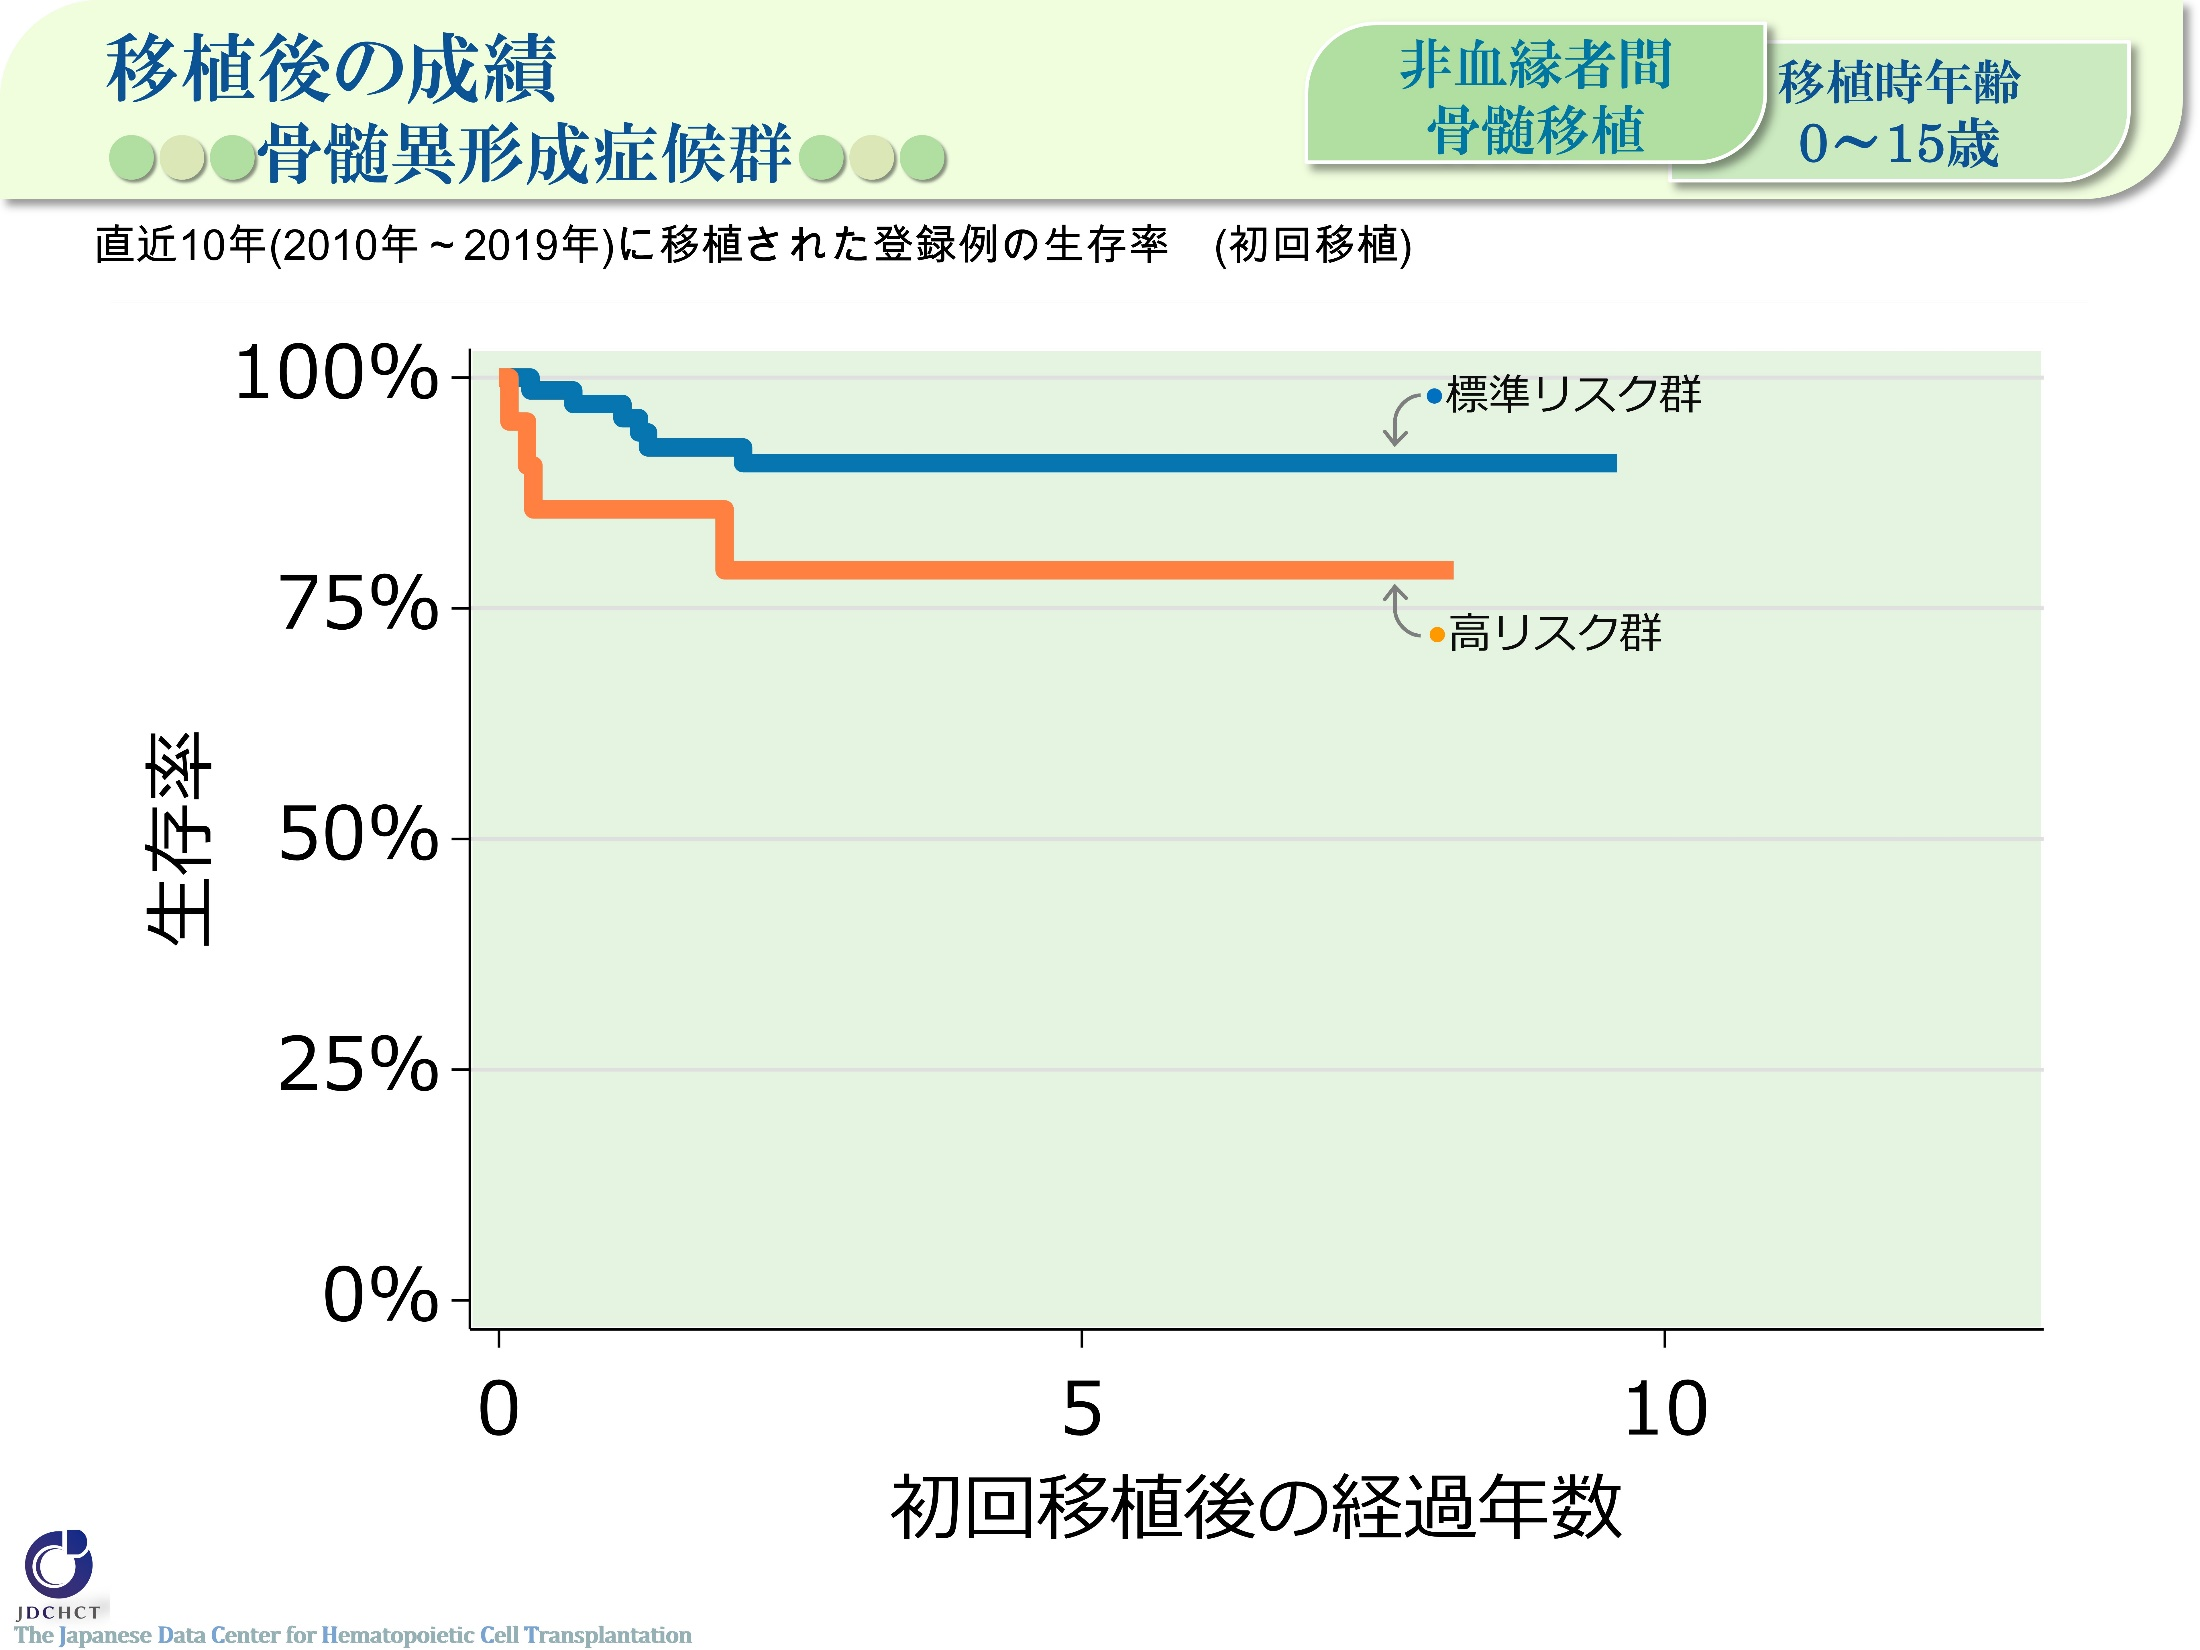 移植後の成績
骨髄異形成症候群
非血縁者間
骨髄移植
移植時年齢
0～15歳
直近10年(2010年～2019年)に移植された登録例の生存率　(初回移植)
100%
75%
50%
25%
0%
生存率
標準リスク群
高リスク群
0
5
10
初回移植後の経過年数
JDCHCT
The Japanese Data Center for Hematopoietic Cell Transplantation